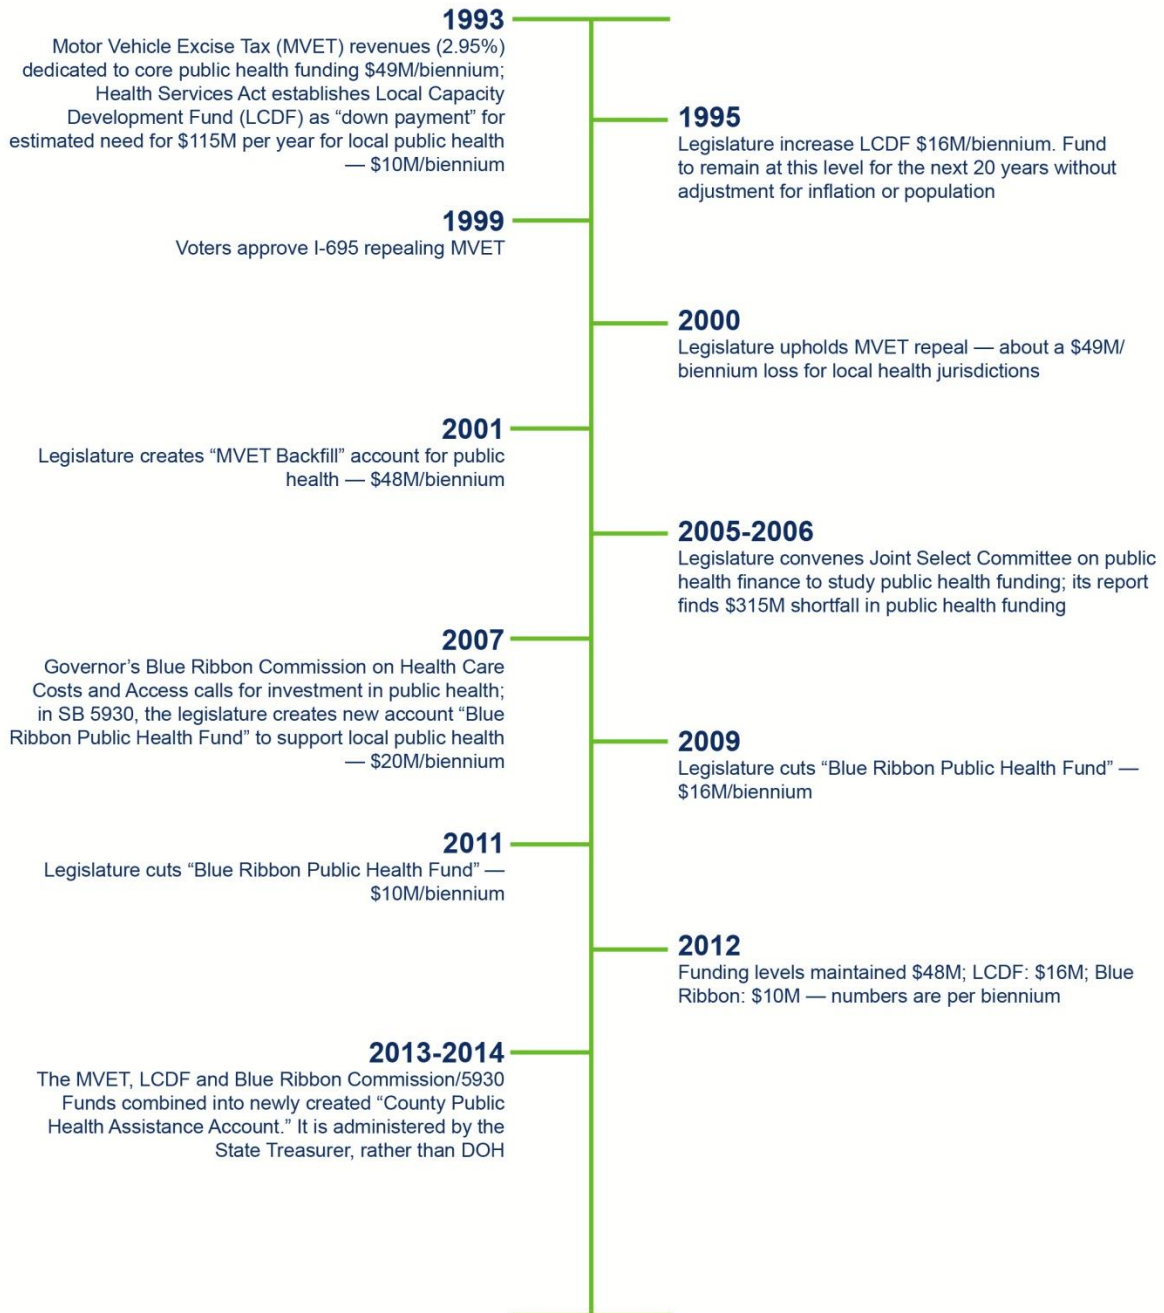 1993
Motor Vehicle Excise Tax (MVET) revenues (2.95%)
dedicated to core public health funding $49M/biennium;
Health Services Act establishes Local Capacity
Development Fund (LCDF) as “down payment” for
estimated need for $115M per year for local public health
— $10M/biennium
1995
Legislature increase LCDF $16M/biennium. Fund
to remain at this level for the next 20 years without
adjustment for inflation or population
1999
Voters approve I-695 repealing MVET
2000
Legislature upholds MVET repeal — about a $49M/
biennium loss for local health jurisdictions
2001
Legislature creates “MVET Backfill” account for public
health — $48M/biennium
2005-2006
Legislature convenes Joint Select Committee on public
health finance to study public health funding; its report
finds $315M shortfall in public health funding
2007
Governor’s Blue Ribbon Commission on Health Care
Costs and Access calls for investment in public health;
in SB 5930, the legislature creates new account “Blue
Ribbon Public Health Fund” to support local public health
— $20M/biennium
2009
Legislature cuts “Blue Ribbon Public Health Fund” —
$16M/biennium
2011
Legislature cuts “Blue Ribbon Public Health Fund” —
$10M/biennium
2012
Funding levels maintained $48M; LCDF: $16M; Blue
Ribbon: $10M — numbers are per biennium
2013-2014
The MVET, LCDF and Blue Ribbon Commission/5930
Funds combined into newly created “County Public
Health Assistance Account.” It is administered by the
State Treasurer, rather than DOH